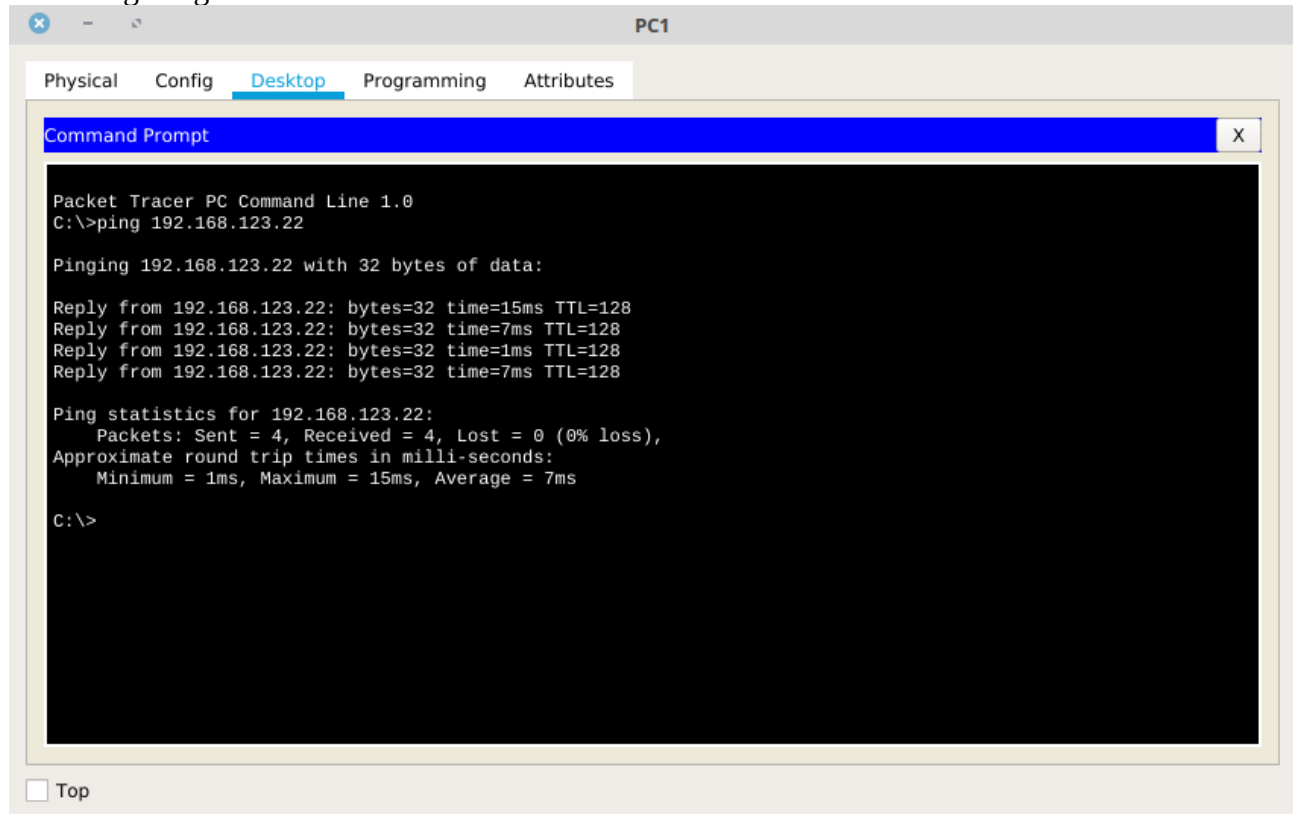 PC1
Physical Config Desktop Programming Attributes
Command Prompt X
Packet Tracer PC Command Line 1.0
C:\>ping 192.168.123.22
Pinging 192.168.123.22 with 32 bytes of data:
Reply from 192.168.123.22: bytes=32 time=15ms TTL=128
Reply from 192.168.123.22: bytes=32 time=7ms TTL=128
Reply from 192.168.123.22: bytes=32 time=1ms TTL=128
Reply from 192.168.123.22: bytes=32 time=7ms TTL=128
Ping statistics for 192.168.123.22:
Packets: Sent = 4, Received = 4, Lost = 0 (0% loss),
Approximate round trip times in milli-seconds:
Minimum = 1ms, Maximum = 15ms, Average = 7ms
C:\>
Top